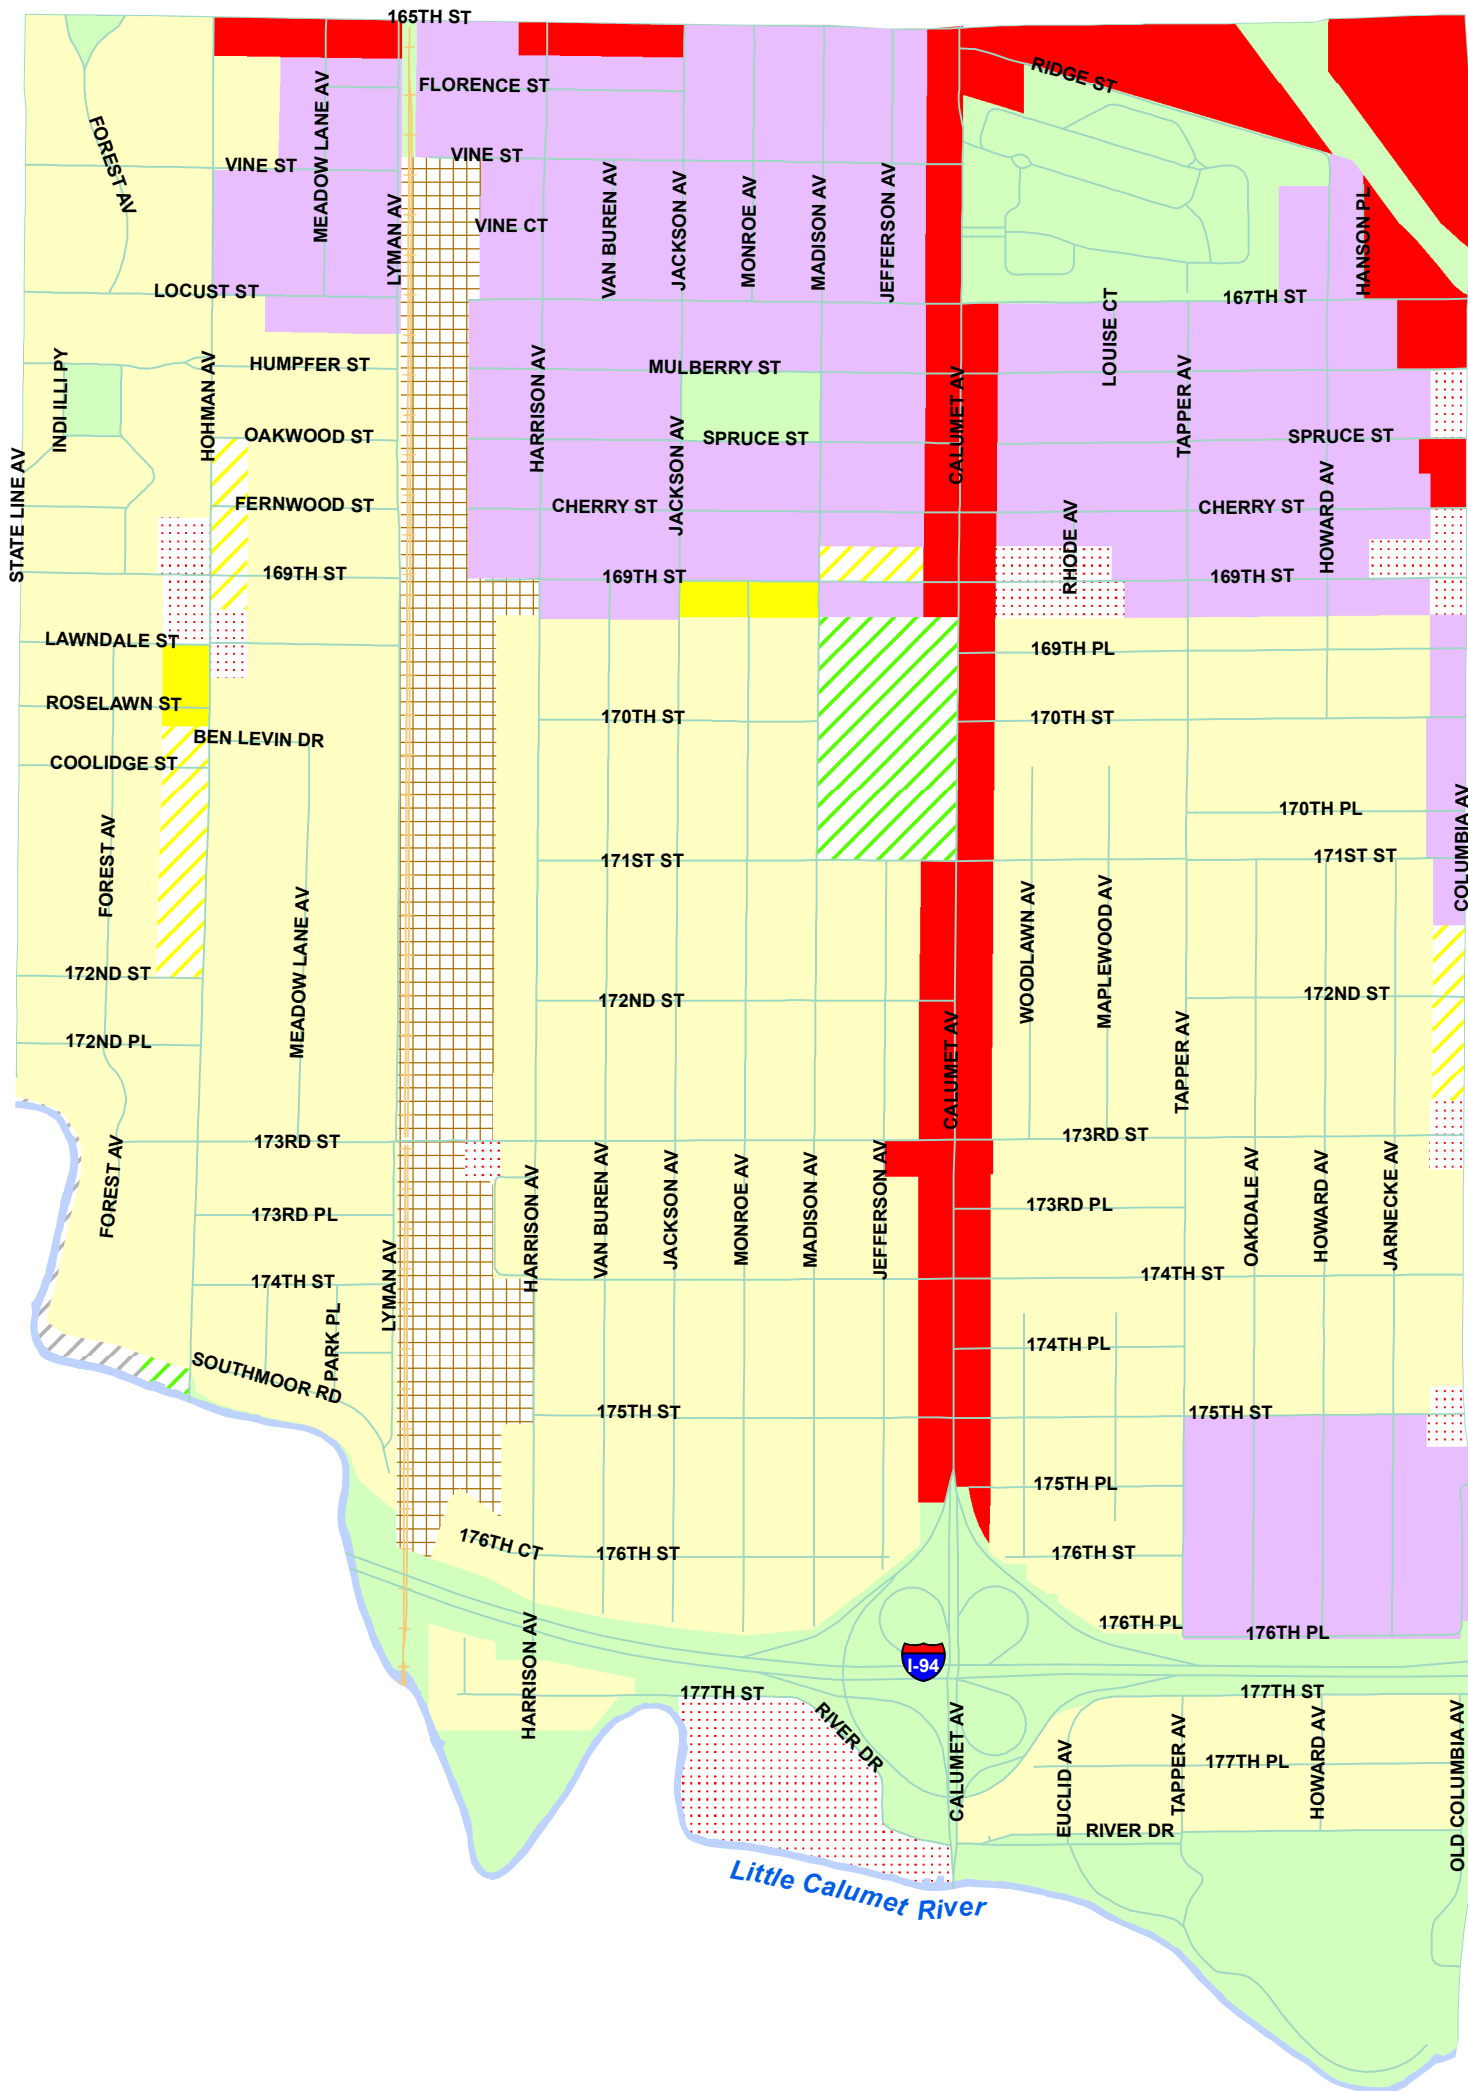 165TH ST
RIDGE ST
FLORENCE ST
FOREST AV
MEADOW LANE AV
VINE ST
VINE ST
LYMAN AV
VINE CT
VAN BUREN AV
JACKSON AV
MONROE AV
MADISON AV
JEFFERSON AV
HANSON PL
LOCUST ST
167TH ST
LOUISE CT
INDI ILLI PY
HOHMAN AV
HUMPFER ST
HARRISON AV
MULBERRY ST
CALUMET AV
TAPPER AV
OAKWOOD ST
JACKSON AV
SPRUCE ST
SPRUCE ST
STATE LINE AV
FERNWOOD ST
CHERRY ST
RHODE AV
CHERRY ST
HOWARD AV
169TH ST
169TH ST
169TH ST
LAWNDALE ST
169TH PL
ROSELAWN ST
170TH ST
170TH ST
BEN LEVIN DR
COOLIDGE ST
170TH PL
COLUMBIA AV
FOREST AV
171ST ST
171ST ST
MEADOW LANE AV
WOODLAWN AV
MAPLEWOOD AV
172ND ST
172ND ST
172ND ST
172ND PL
CALUMET AV
TAPPER AV
173RD ST
173RD ST
FOREST AV
HARRISON AV
VAN BUREN AV
JACKSON AV
MONROE AV
MADISON AV
JEFFERSON AV
OAKDALE AV
HOWARD AV
JARNECKE AV
173RD PL
173RD PL
LYMAN AV
174TH ST
174TH ST
PARK PL
174TH PL
SOUTHMOOR RD
175TH ST
175TH ST
175TH PL
176TH CT
176TH ST
176TH ST
176TH PL
176TH PL
HARRISON AV
I-94
177TH ST
177TH ST
RIVER DR
CALUMET AV
EUCLID AV
TAPPER AV
177TH PL
HOWARD AV
OLD COLUMBIA AV
RIVER DR
Little Calumet River